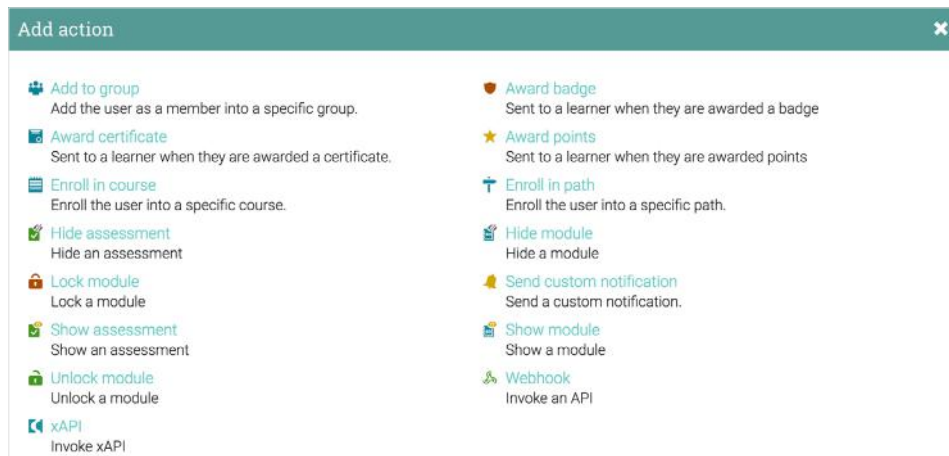 Add action
Add to group
Add the user as a member into a specific group.
Award certificate
Sent to a learner when they are awarded a certificate.
Enroll in course
Enroll the user into a specific course.
Hide assessment
Hide an assessment
Lock module
Lock a module
Show assessment
Show an assessment
Unlock module
Unlock a module
xAPI
Invoke xAPI
Award badge
Sent to a learner when they are awarded a badge
Award points
Sent to a learner when they are awarded points
Enroll in path
Enroll the user into a specific path.
Hide module
Hide a module
Send custom notification
Send a custom notification.
Show module
Show a module
Webhook
Invoke an API